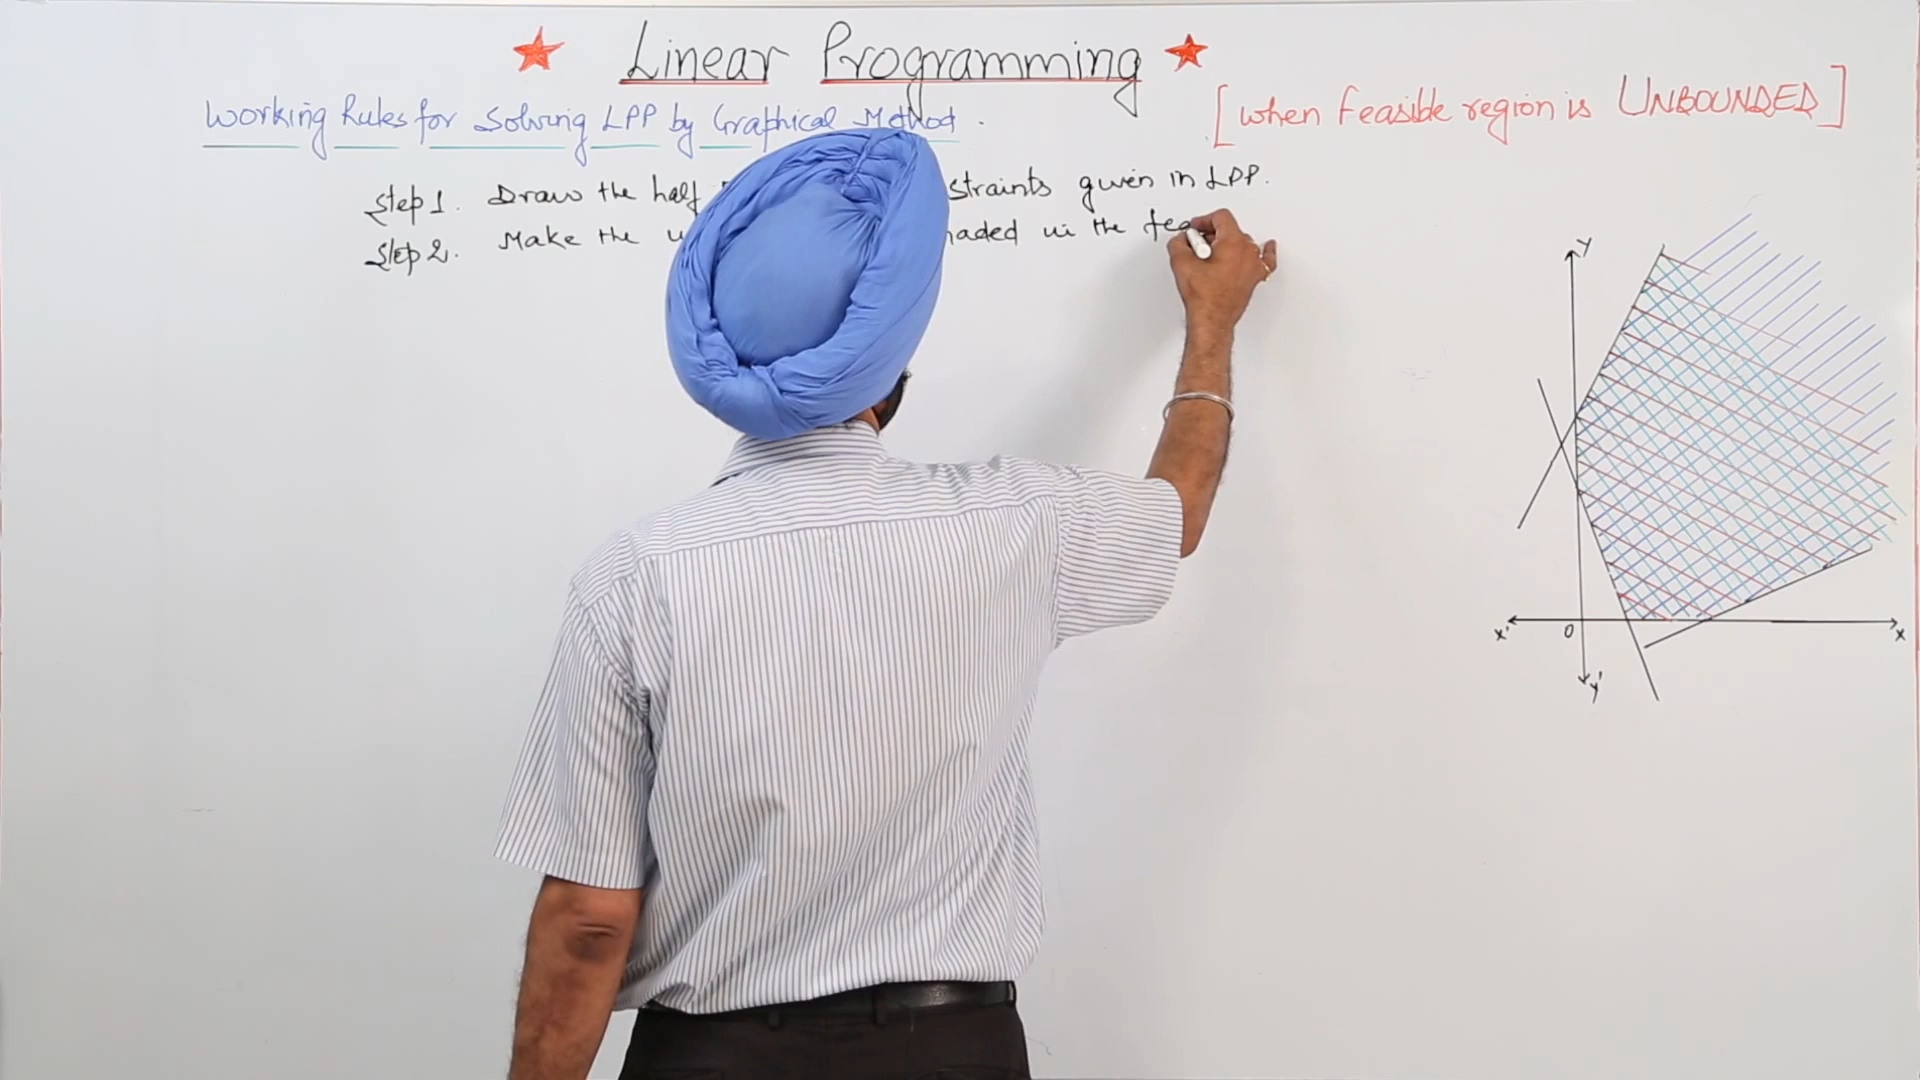 Linear Programming
Working Rules for Solving LPP by Graphical Method.
[when Feasible region is UNBOUNDED]
Step 1. Draw the half straints given in LPP.
Step 2. Make the haded in the fea
Y
X'
O
X
Y'